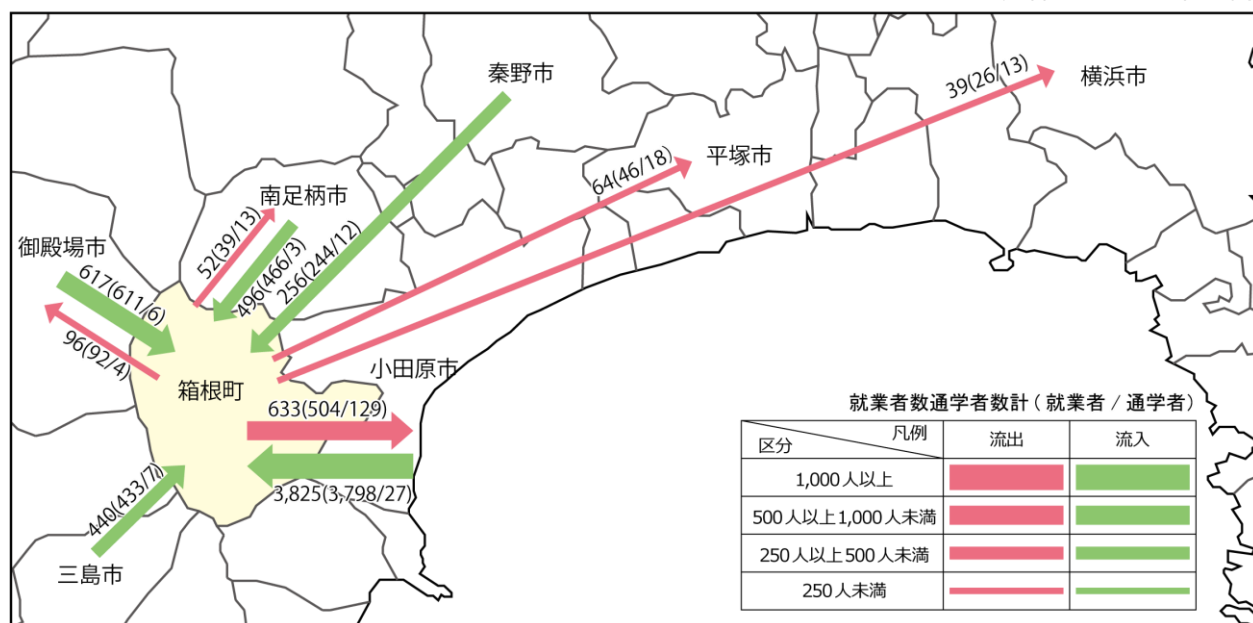 秦野市
39(26/13)
横浜市
64(46/18)
平塚市
南足柄市
52(39/13)
496(466/3)
256(244/12)
御殿場市
617(611/6)
96(92/4)
箱根町
小田原市
633(504/129)
3,825(3,798/27)
440(433/7)
三島市
就業者数通学者数計(就業者 / 通学者)
区分 凡例 流出 流入
1,000人以上
500人以上1,000人未満
250人以上500人未満
250人未満